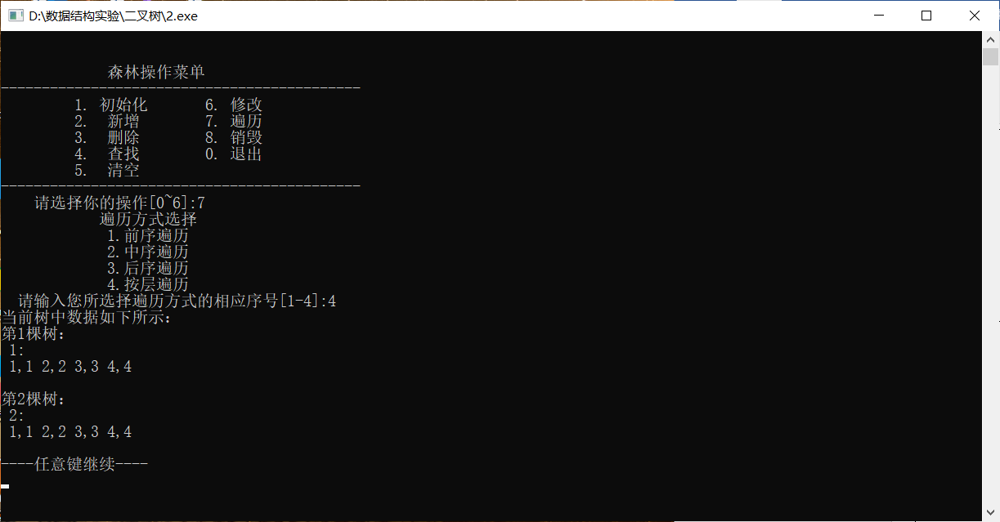 D:\数据结构实验\二叉树\2.exe
森林操作菜单
--------------------------------------------
1. 初始化 6. 修改
2. 新增 7. 遍历
3. 删除 8. 销毁
4. 查找 0. 退出
5. 清空
--------------------------------------------
请选择你的操作[0~6]:7
遍历方式选择
1.前序遍历
2.中序遍历
3.后序遍历
4.按层遍历
请输入您所选择遍历方式的相应序号[1-4]:4
当前树中数据如下所示:
第1棵树:
1:
1,1 2,2 3,3 4,4
第2棵树:
2:
1,1 2,2 3,3 4,4
----任意键继续----